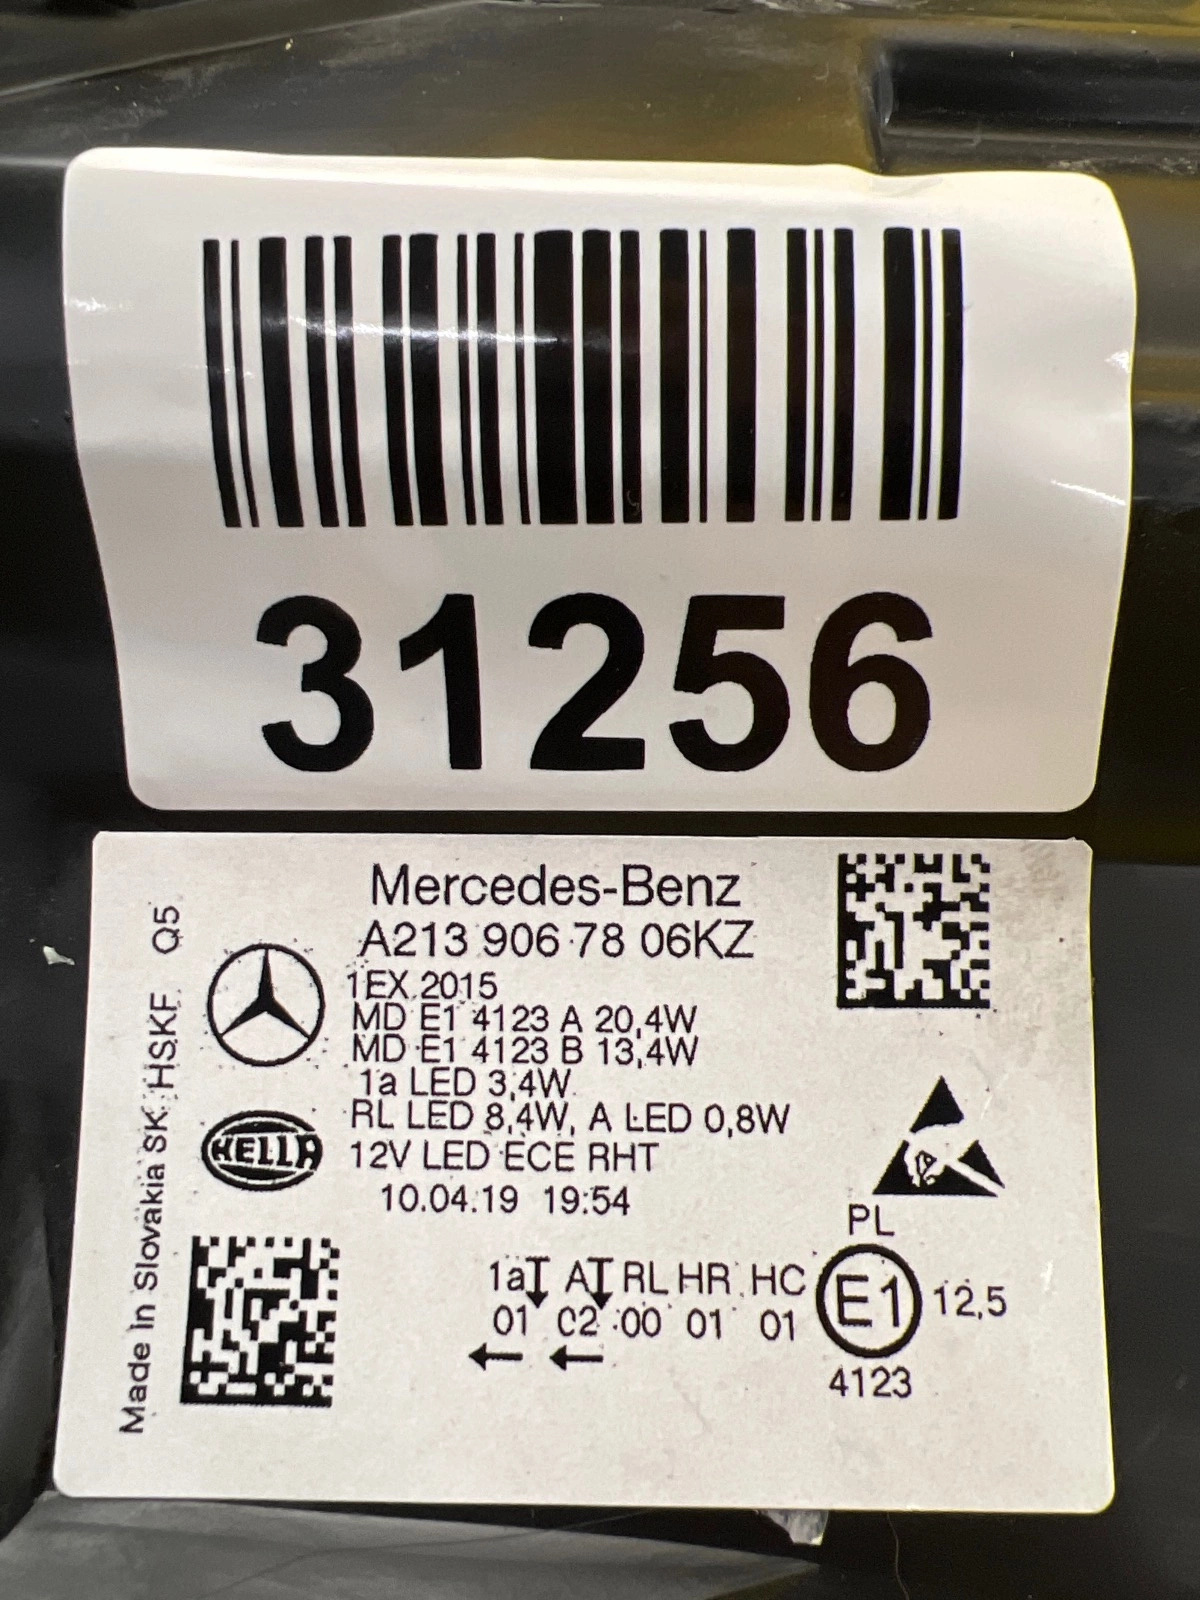 31256
Mercedes-Benz
A213 906 78 06KZ
1EX 2015
MD E1 4123 A 20,4W
MD E1 4123 B 13,4W
1a LED 3,4W
RL LED 8,4W, A LED 0,8W
12V LED ECE RHT
10.04.19 19:54
HELLA
Made In Slovakia SK HSKF Q5
PL
1a A RL HR HC
01 02 00 01 01
E1
12,5
4123